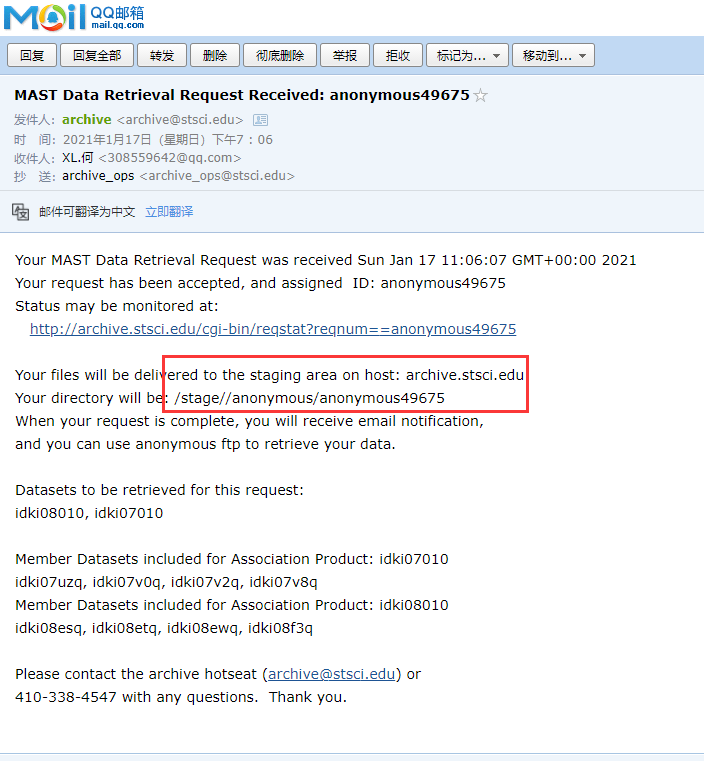 Mail QQ邮箱
mail.qq.com
回复 回复全部 转发 删除 彻底删除 举报 拒收 标记为... 移动到...
MAST Data Retrieval Request Received: anonymous49675
发件人: archive <archive@stsci.edu>
时 间: 2021年1月17日 (星期日) 下午7 : 06
收件人: XL.何 <308559642@qq.com>
抄 送: archive_ops <archive_ops@stsci.edu>
邮件可翻译为中文 立即翻译
Your MAST Data Retrieval Request was received Sun Jan 17 11:06:07 GMT+00:00 2021
Your request has been accepted, and assigned  ID: anonymous49675
Status may be monitored at:
http://archive.stsci.edu/cgi-bin/reqstat?reqnum==anonymous49675
Your files will be delivered to the staging area on host: archive.stsci.edu
Your directory will be: /stage//anonymous/anonymous49675
When your request is complete, you will receive email notification,
and you can use anonymous ftp to retrieve your data.
Datasets to be retrieved for this request:
idki08010, idki07010
Member Datasets included for Association Product: idki07010
idki07uzq, idki07v0q, idki07v2q, idki07v8q
Member Datasets included for Association Product: idki08010
idki08esq, idki08etq, idki08ewq, idki08f3q
Please contact the archive hotseat (archive@stsci.edu) or
410-338-4547 with any questions.  Thank you.